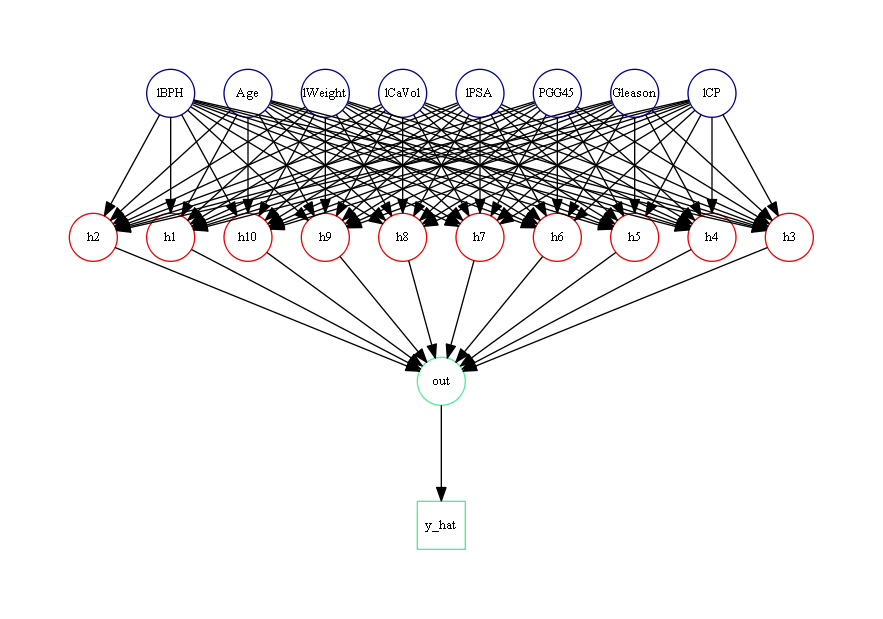 lBPH Age lWeight lCaVol lPSA PGG45 Gleason lCP
h2 h1 h10 h9 h8 h7 h6 h5 h4 h3
out
y_hat